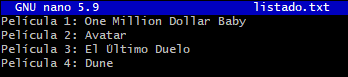 GNU nano 5.9 listado.txt
Película 1: One Million Dollar Baby
Película 2: Avatar
Película 3: El Último Duelo
Película 4: Dune